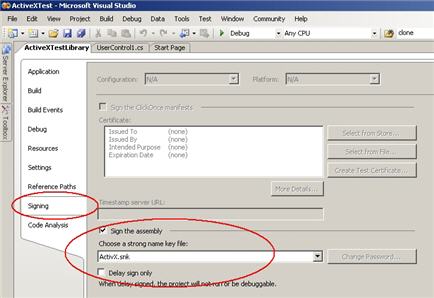 ActiveXTest - Microsoft Visual Studio
File Edit View Project Build Debug Data Tools Test Window Community Help
Debug Any CPU clone
ActiveXTestLibrary UserControl1.cs Start Page
Server Explorer
Toolbox
Application
Build
Build Events
Debug
Resources
Settings
Reference Paths
Signing
Code Analysis
Configuration: N/A Platform: N/A
Sign the ClickOnce manifests
Certificate:
Issued To (none)
Issued By (none)
Intended Purpose (none)
Expiration Date (none)
Select from Store...
Select from File...
Create Test Certificate...
More Details...
Timestamp server URL:
Sign the assembly
Choose a strong name key file:
ActivX.snk
Change Password...
Delay sign only
When delay signed, the project will not run or be debuggable.